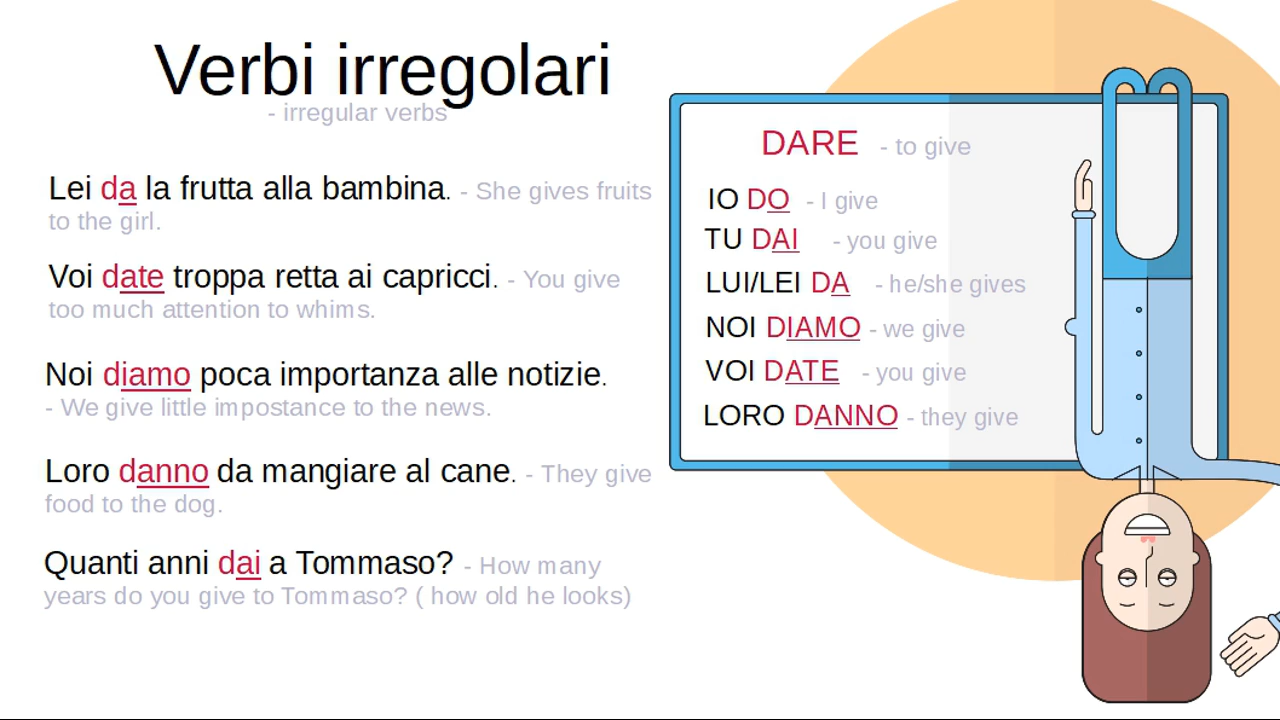 Verbi irregolari
- irregular verbs
Lei da la frutta alla bambina. - She gives fruits
to the girl.
Voi date troppa retta ai capricci. - You give
too much attention to whims.
Noi diamo poca importanza alle notizie.
- We give little impostance to the news.
Loro danno da mangiare al cane. - They give
food to the dog.
Quanti anni dai a Tommaso? - How many
years do you give to Tommaso? ( how old he looks)
DARE - to give
IO DO - I give
TU DAI - you give
LUI/LEI DA - he/she gives
NOI DIAMO - we give
VOI DATE - you give
LORO DANNO - they give